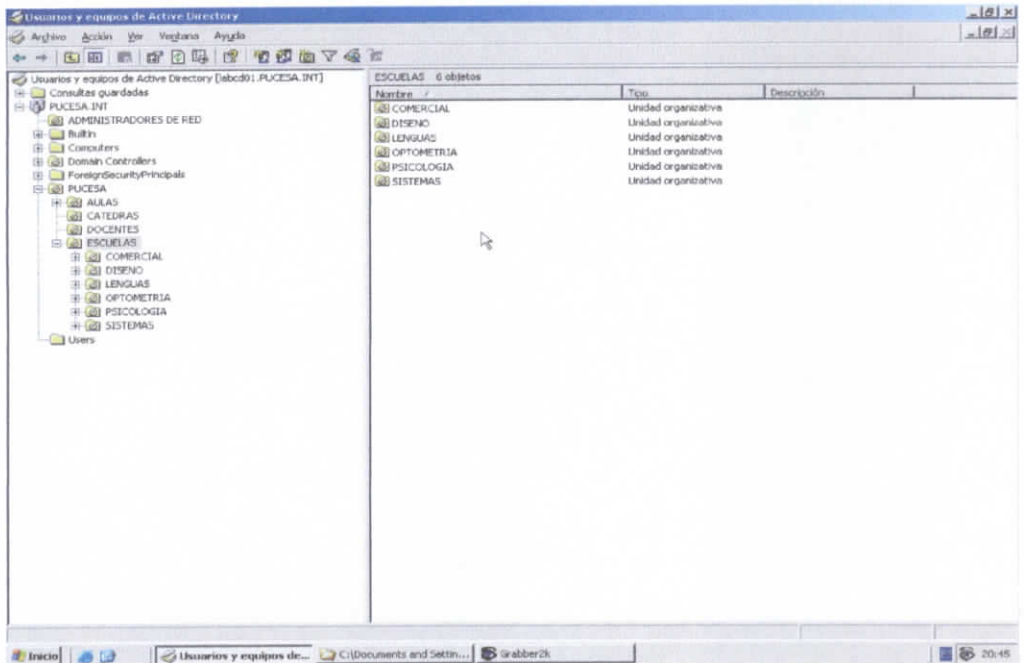 Usuarios y equipos de Active Directory
Archivo Acción Ver Ventana Ayuda
Usuarios y equipos de Active Directory [labcd01.PUCESA.INT]
Consultas guardadas
PUCESA.INT
ADMINISTRADORES DE RED
Builtin
Computers
Domain Controllers
ForeignSecurityPrincipals
PUCESA
AULAS
CATEDRAS
DOCENTES
ESCUELAS
COMERCIAL
DISENO
LENGUAS
OPTOMETRIA
PSICOLOGIA
SISTEMAS
Users
ESCUELAS 6 objetos
Nombre Tipo Descripción
COMERCIAL Unidad organizativa
DISENO Unidad organizativa
LENGUAS Unidad organizativa
OPTOMETRIA Unidad organizativa
PSICOLOGIA Unidad organizativa
SISTEMAS Unidad organizativa
Inicio Usuarios y equipos de... C:\Documents and Settin... Grabber2k 20:45